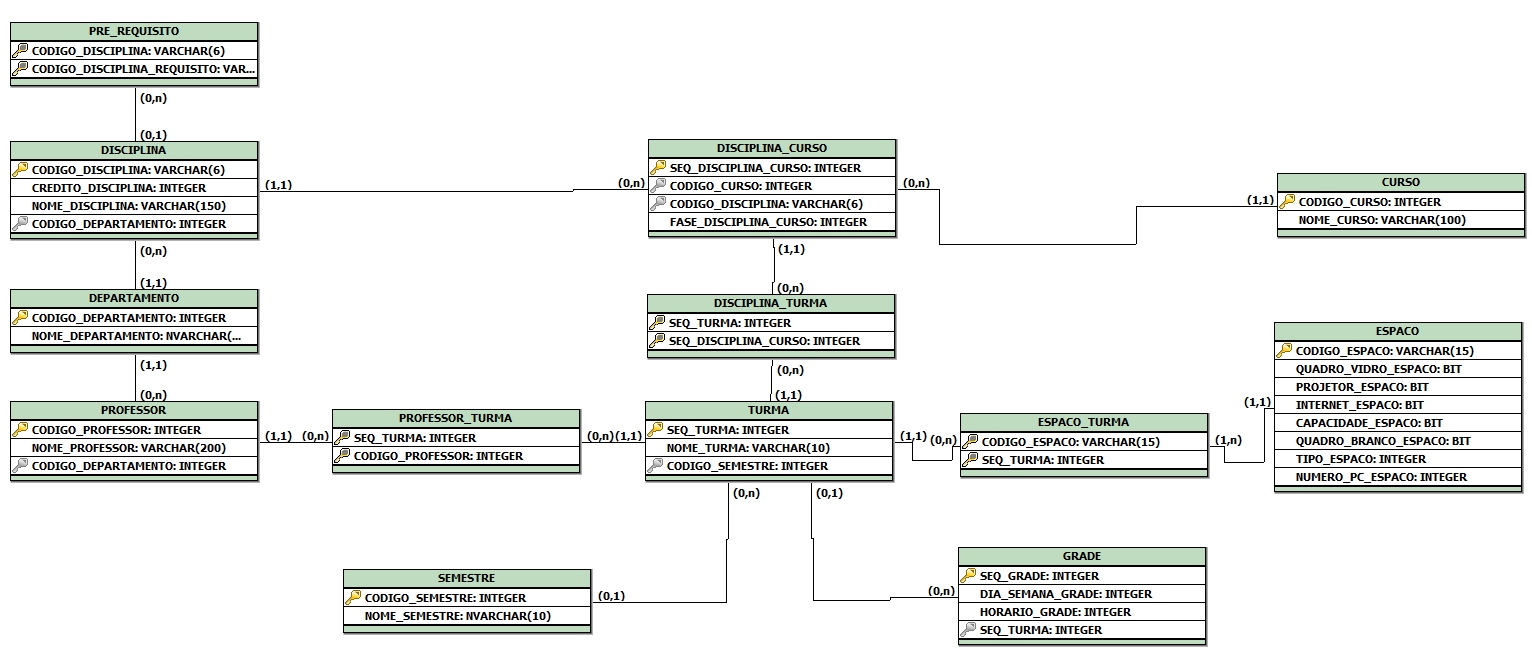 PRE_REQUISITO
CODIGO_DISCIPLINA: VARCHAR(6)
CODIGO_DISCIPLINA_REQUISITO: VAR...
(0,n)
(0,1)
DISCIPLINA
CODIGO_DISCIPLINA: VARCHAR(6)
CREDITO_DISCIPLINA: INTEGER
NOME_DISCIPLINA: VARCHAR(150)
CODIGO_DEPARTAMENTO: INTEGER
(1,1)
(0,n)
(0,n)
DISCIPLINA_CURSO
SEQ_DISCIPLINA_CURSO: INTEGER
CODIGO_CURSO: INTEGER
CODIGO_DISCIPLINA: VARCHAR(6)
FASE_DISCIPLINA_CURSO: INTEGER
(0,n)
(1,1)
CURSO
CODIGO_CURSO: INTEGER
NOME_CURSO: VARCHAR(100)
(1,1)
(1,1)
(0,n)
DEPARTAMENTO
CODIGO_DEPARTAMENTO: INTEGER
NOME_DEPARTAMENTO: NVARCHAR(...
(1,1)
(0,n)
DISCIPLINA_TURMA
SEQ_TURMA: INTEGER
SEQ_DISCIPLINA_CURSO: INTEGER
(0,n)
(1,1)
ESPACO
CODIGO_ESPACO: VARCHAR(15)
QUADRO_VIDRO_ESPACO: BIT
PROJETOR_ESPACO: BIT
INTERNET_ESPACO: BIT
CAPACIDADE_ESPACO: BIT
QUADRO_BRANCO_ESPACO: BIT
TIPO_ESPACO: INTEGER
NUMERO_PC_ESPACO: INTEGER
(1,1)
PROFESSOR
CODIGO_PROFESSOR: INTEGER
NOME_PROFESSOR: VARCHAR(200)
CODIGO_DEPARTAMENTO: INTEGER
(1,1)
(0,n)
PROFESSOR_TURMA
SEQ_TURMA: INTEGER
CODIGO_PROFESSOR: INTEGER
(0,n)
(1,1)
TURMA
SEQ_TURMA: INTEGER
NOME_TURMA: VARCHAR(10)
CODIGO_SEMESTRE: INTEGER
(1,1)
(0,n)
ESPACO_TURMA
CODIGO_ESPACO: VARCHAR(15)
SEQ_TURMA: INTEGER
(1,n)
(0,n)
(0,1)
SEMESTRE
CODIGO_SEMESTRE: INTEGER
NOME_SEMESTRE: NVARCHAR(10)
(0,1)
(0,n)
GRADE
SEQ_GRADE: INTEGER
DIA_SEMANA_GRADE: INTEGER
HORARIO_GRADE: INTEGER
SEQ_TURMA: INTEGER